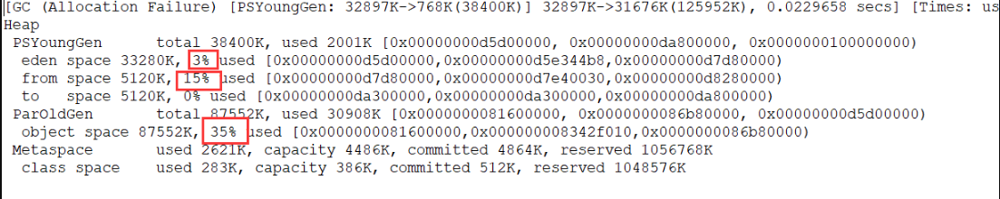 [GC (Allocation Failure) [PSYoungGen: 32897K->768K(38400K)] 32897K->31676K(125952K), 0.0229658 secs] [Times: us
Heap
PSYoungGen total 38400K, used 2001K [0x00000000d5d00000, 0x00000000da800000, 0x0000000100000000)
eden space 33280K, 3% used [0x00000000d5d00000,0x00000000d5e344b8,0x00000000d7d80000)
from space 5120K, 15% used [0x00000000d7d80000,0x00000000d7e40030,0x00000000d8280000)
to space 5120K, 0% used [0x00000000da300000,0x00000000da300000,0x00000000da800000)
ParOldGen total 87552K, used 30908K [0x0000000081600000, 0x0000000086b80000, 0x00000000d5d00000)
object space 87552K, 35% used [0x0000000081600000,0x000000008342f010,0x0000000086b80000)
Metaspace used 2621K, capacity 4486K, committed 4864K, reserved 1056768K
class space used 283K, capacity 386K, committed 512K, reserved 1048576K